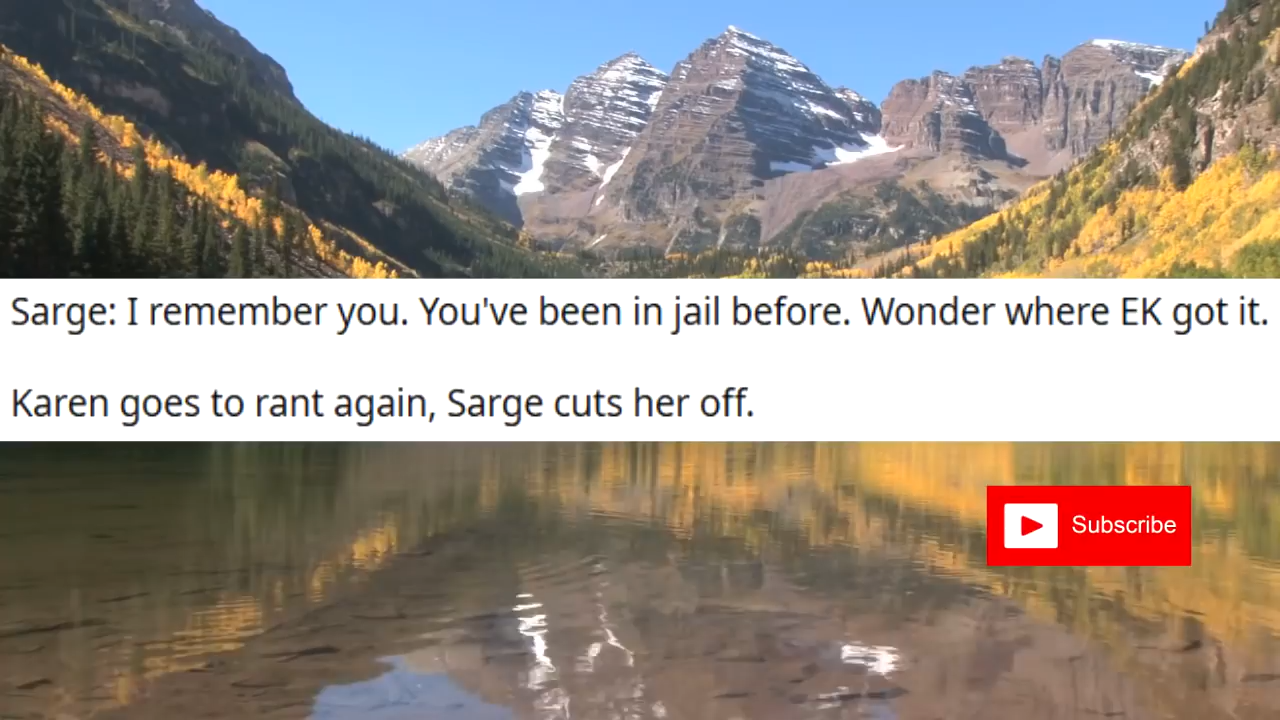 Sarge: I remember you. You've been in jail before. Wonder where EK got it.
Karen goes to rant again, Sarge cuts her off.
Subscribe